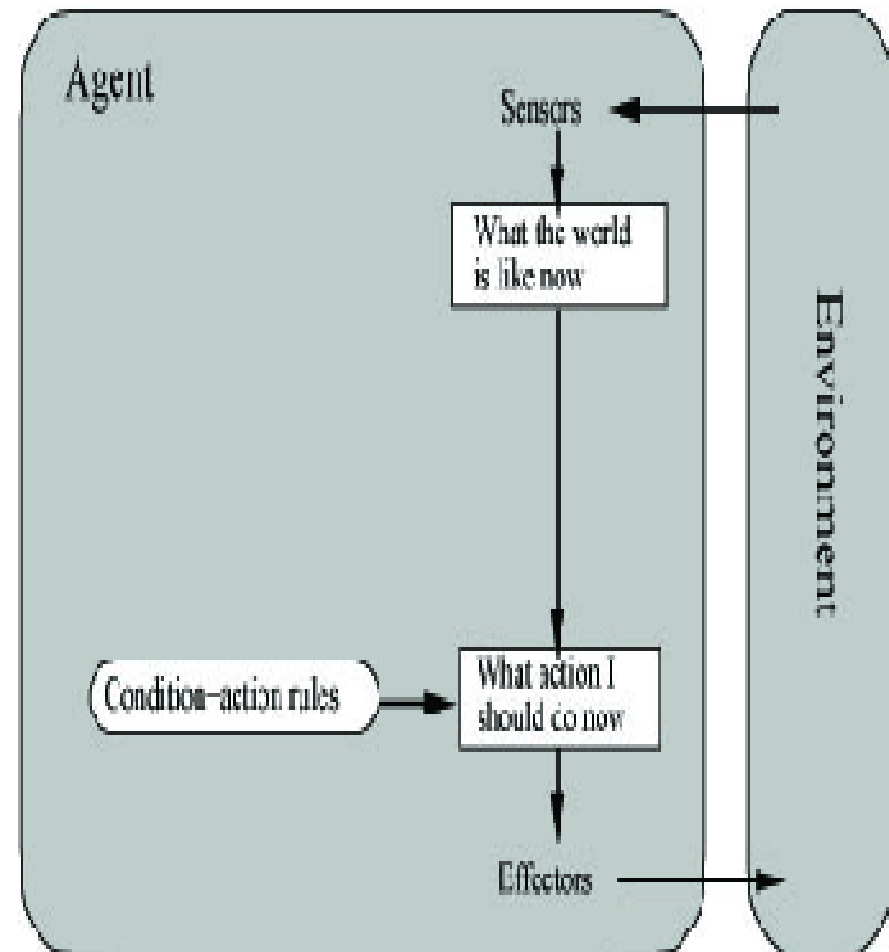 Agent
Sensors
What the world
is like now
Environment
Condition-action rules
What action I
should do now
Effectors